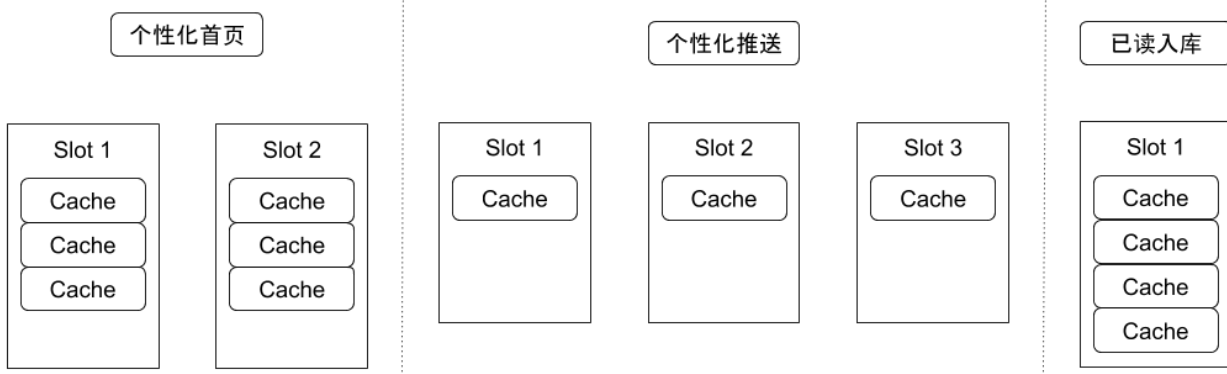 个性化首页
个性化推送
已读入库
Slot 1
Cache
Cache
Cache
Slot 2
Cache
Cache
Cache
Slot 1
Cache
Slot 2
Cache
Slot 3
Cache
Slot 1
Cache
Cache
Cache
Cache